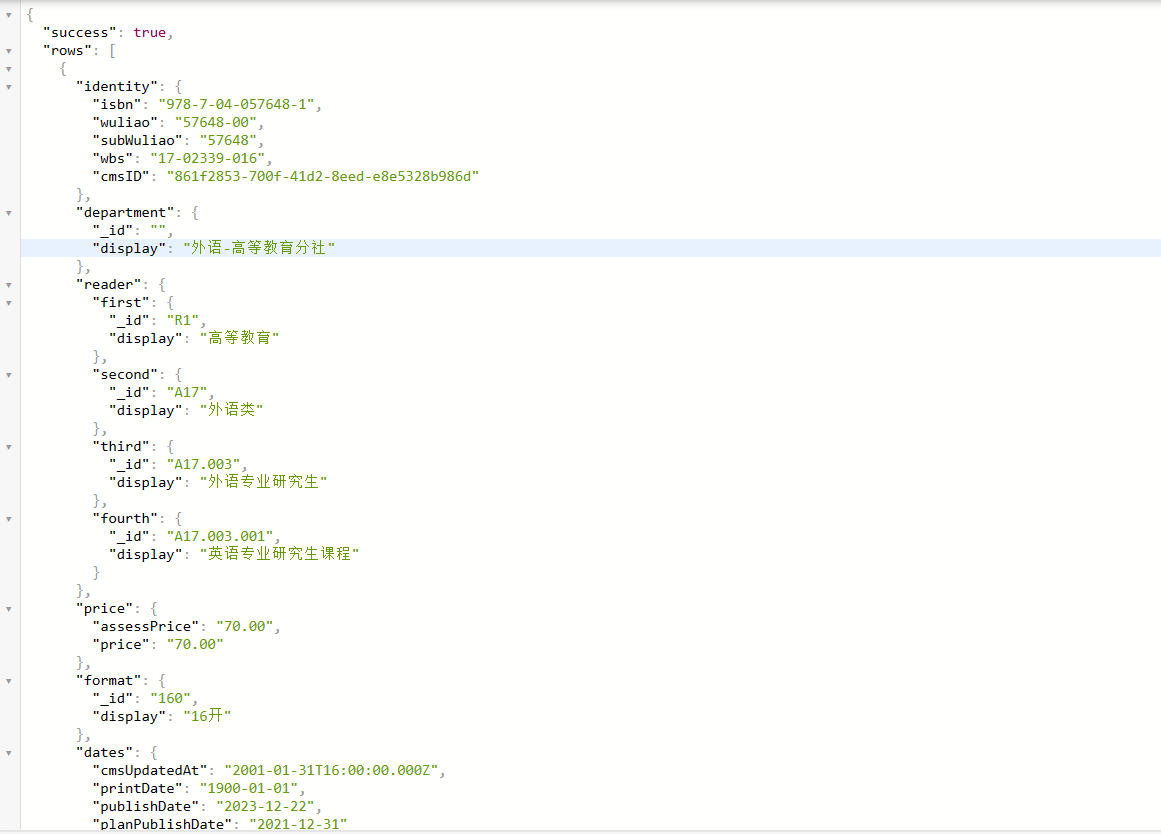 {
"success": true,
"rows": [
{
"identity": {
"isbn": "978-7-04-057648-1",
"wuliao": "57648-00",
"subWuliao": "57648",
"wbs": "17-02339-016",
"cmsID": "861f2853-700f-41d2-8eed-e8e5328b986d"
},
"department": {
"_id": "",
"display": "外语-高等教育分社"
},
"reader": {
"first": {
"_id": "R1",
"display": "高等教育"
},
"second": {
"_id": "A17",
"display": "外语类"
},
"third": {
"_id": "A17.003",
"display": "外语专业研究生"
},
"fourth": {
"_id": "A17.003.001",
"display": "英语专业研究生课程"
}
},
"price": {
"assessPrice": "70.00",
"price": "70.00"
},
"format": {
"_id": "160",
"display": "16开"
},
"dates": {
"cmsUpdatedAt": "2001-01-31T16:00:00.000Z",
"printDate": "1900-01-01",
"publishDate": "2023-12-22",
"planPublishDate": "2021-12-31"